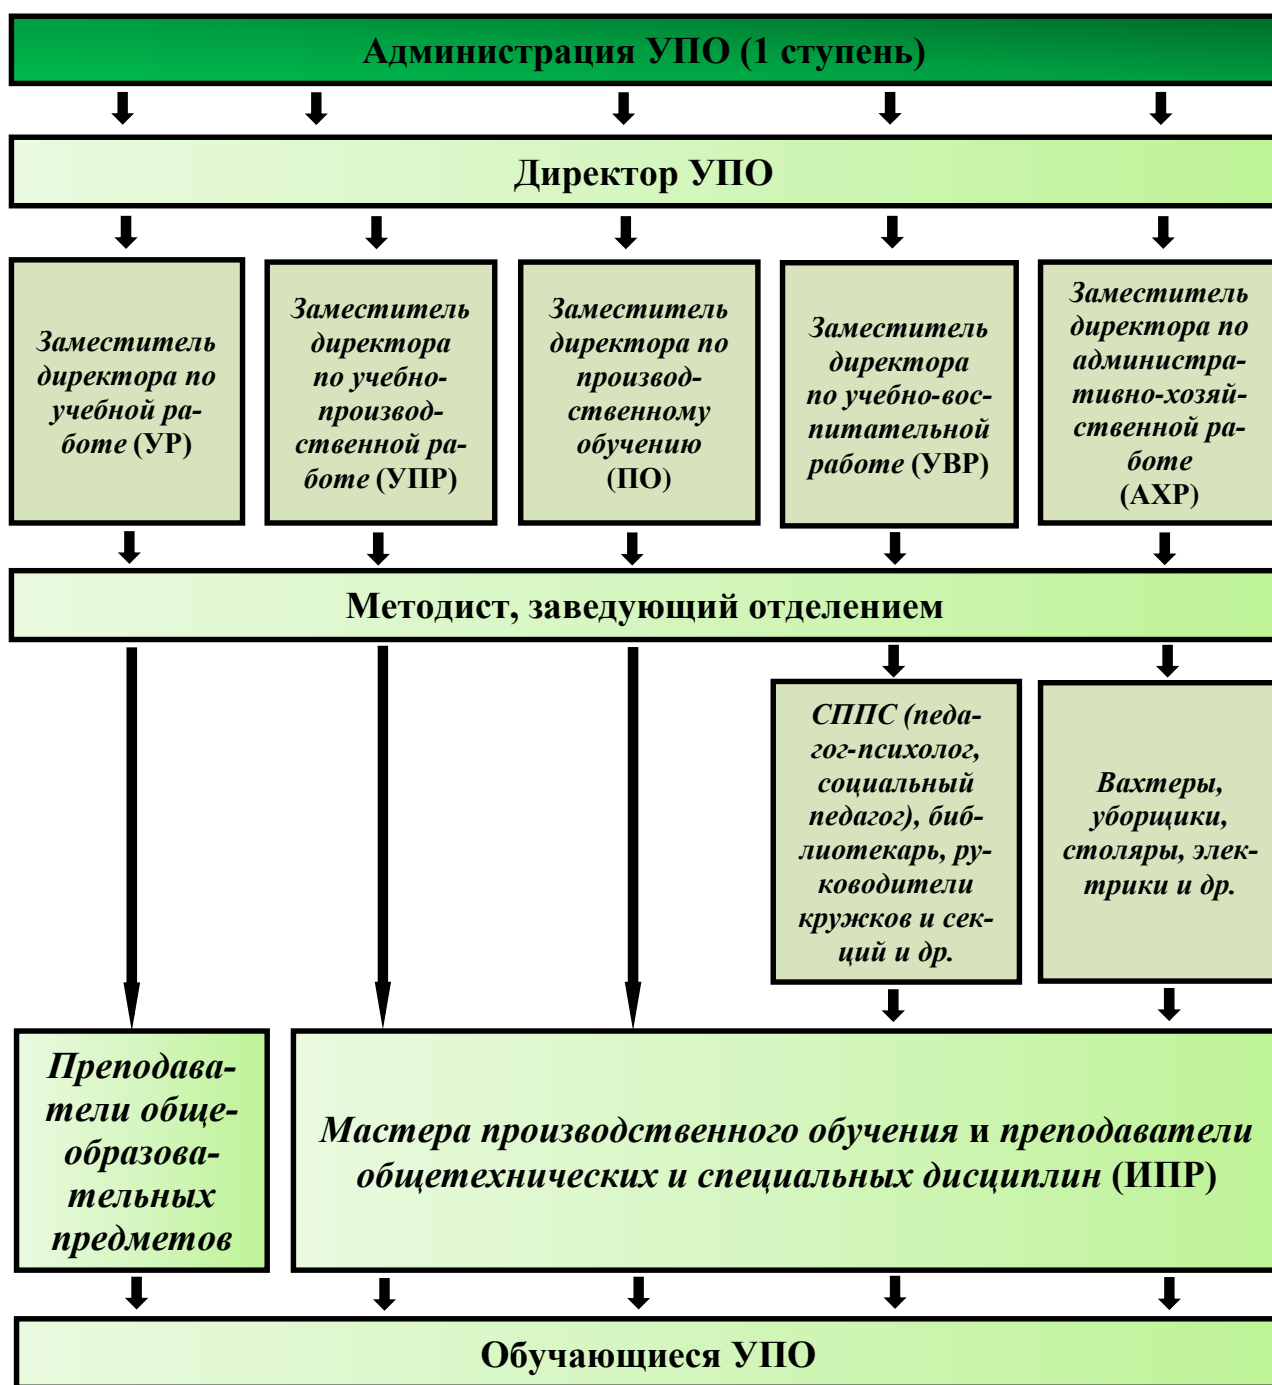 Администрация УПО (1 ступень)
Директор УПО
Заместитель
директора по
учебной ра-
боте (УР)
Заместитель
директора
по учебно-
производ-
ственной ра-
боте (УПР)
Заместитель
директора по
производ-
ственному
обучению
(ПО)
Заместитель
директора
по учебно-вос-
питательной
работе (УВР)
Заместитель
директора по
администра-
тивно-хозяй-
ственной ра-
боте
(АХР)
Методист, заведующий отделением
СППС (педа-
гог-психолог,
социальный
педагог), биб-
лиотекарь, ру-
ководители
кружков и сек-
ций и др.
Вахтеры,
уборщики,
столяры, элек-
трики и др.
Преподава-
тели обще-
образова-
тельных
предметов
Мастера производственного обучения и преподаватели
общетехнических и специальных дисциплин (ИПР)
Обучающиеся УПО